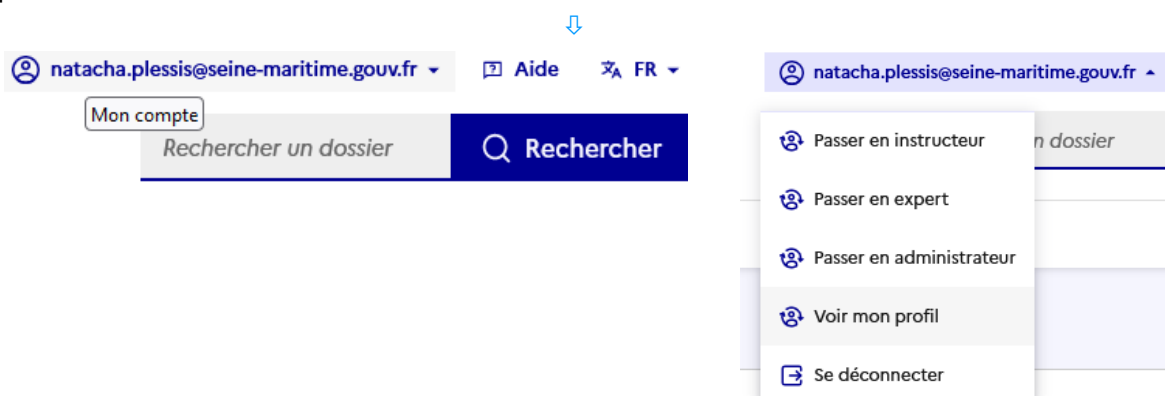 natacha.plessis@seine-maritime.gouv.fr
Aide
FR
Mon compte
Rechercher un dossier
Rechercher
natacha.plessis@seine-maritime.gouv.fr
Passer en instructeur
n dossier
Passer en expert
Passer en administrateur
Voir mon profil
Se déconnecter